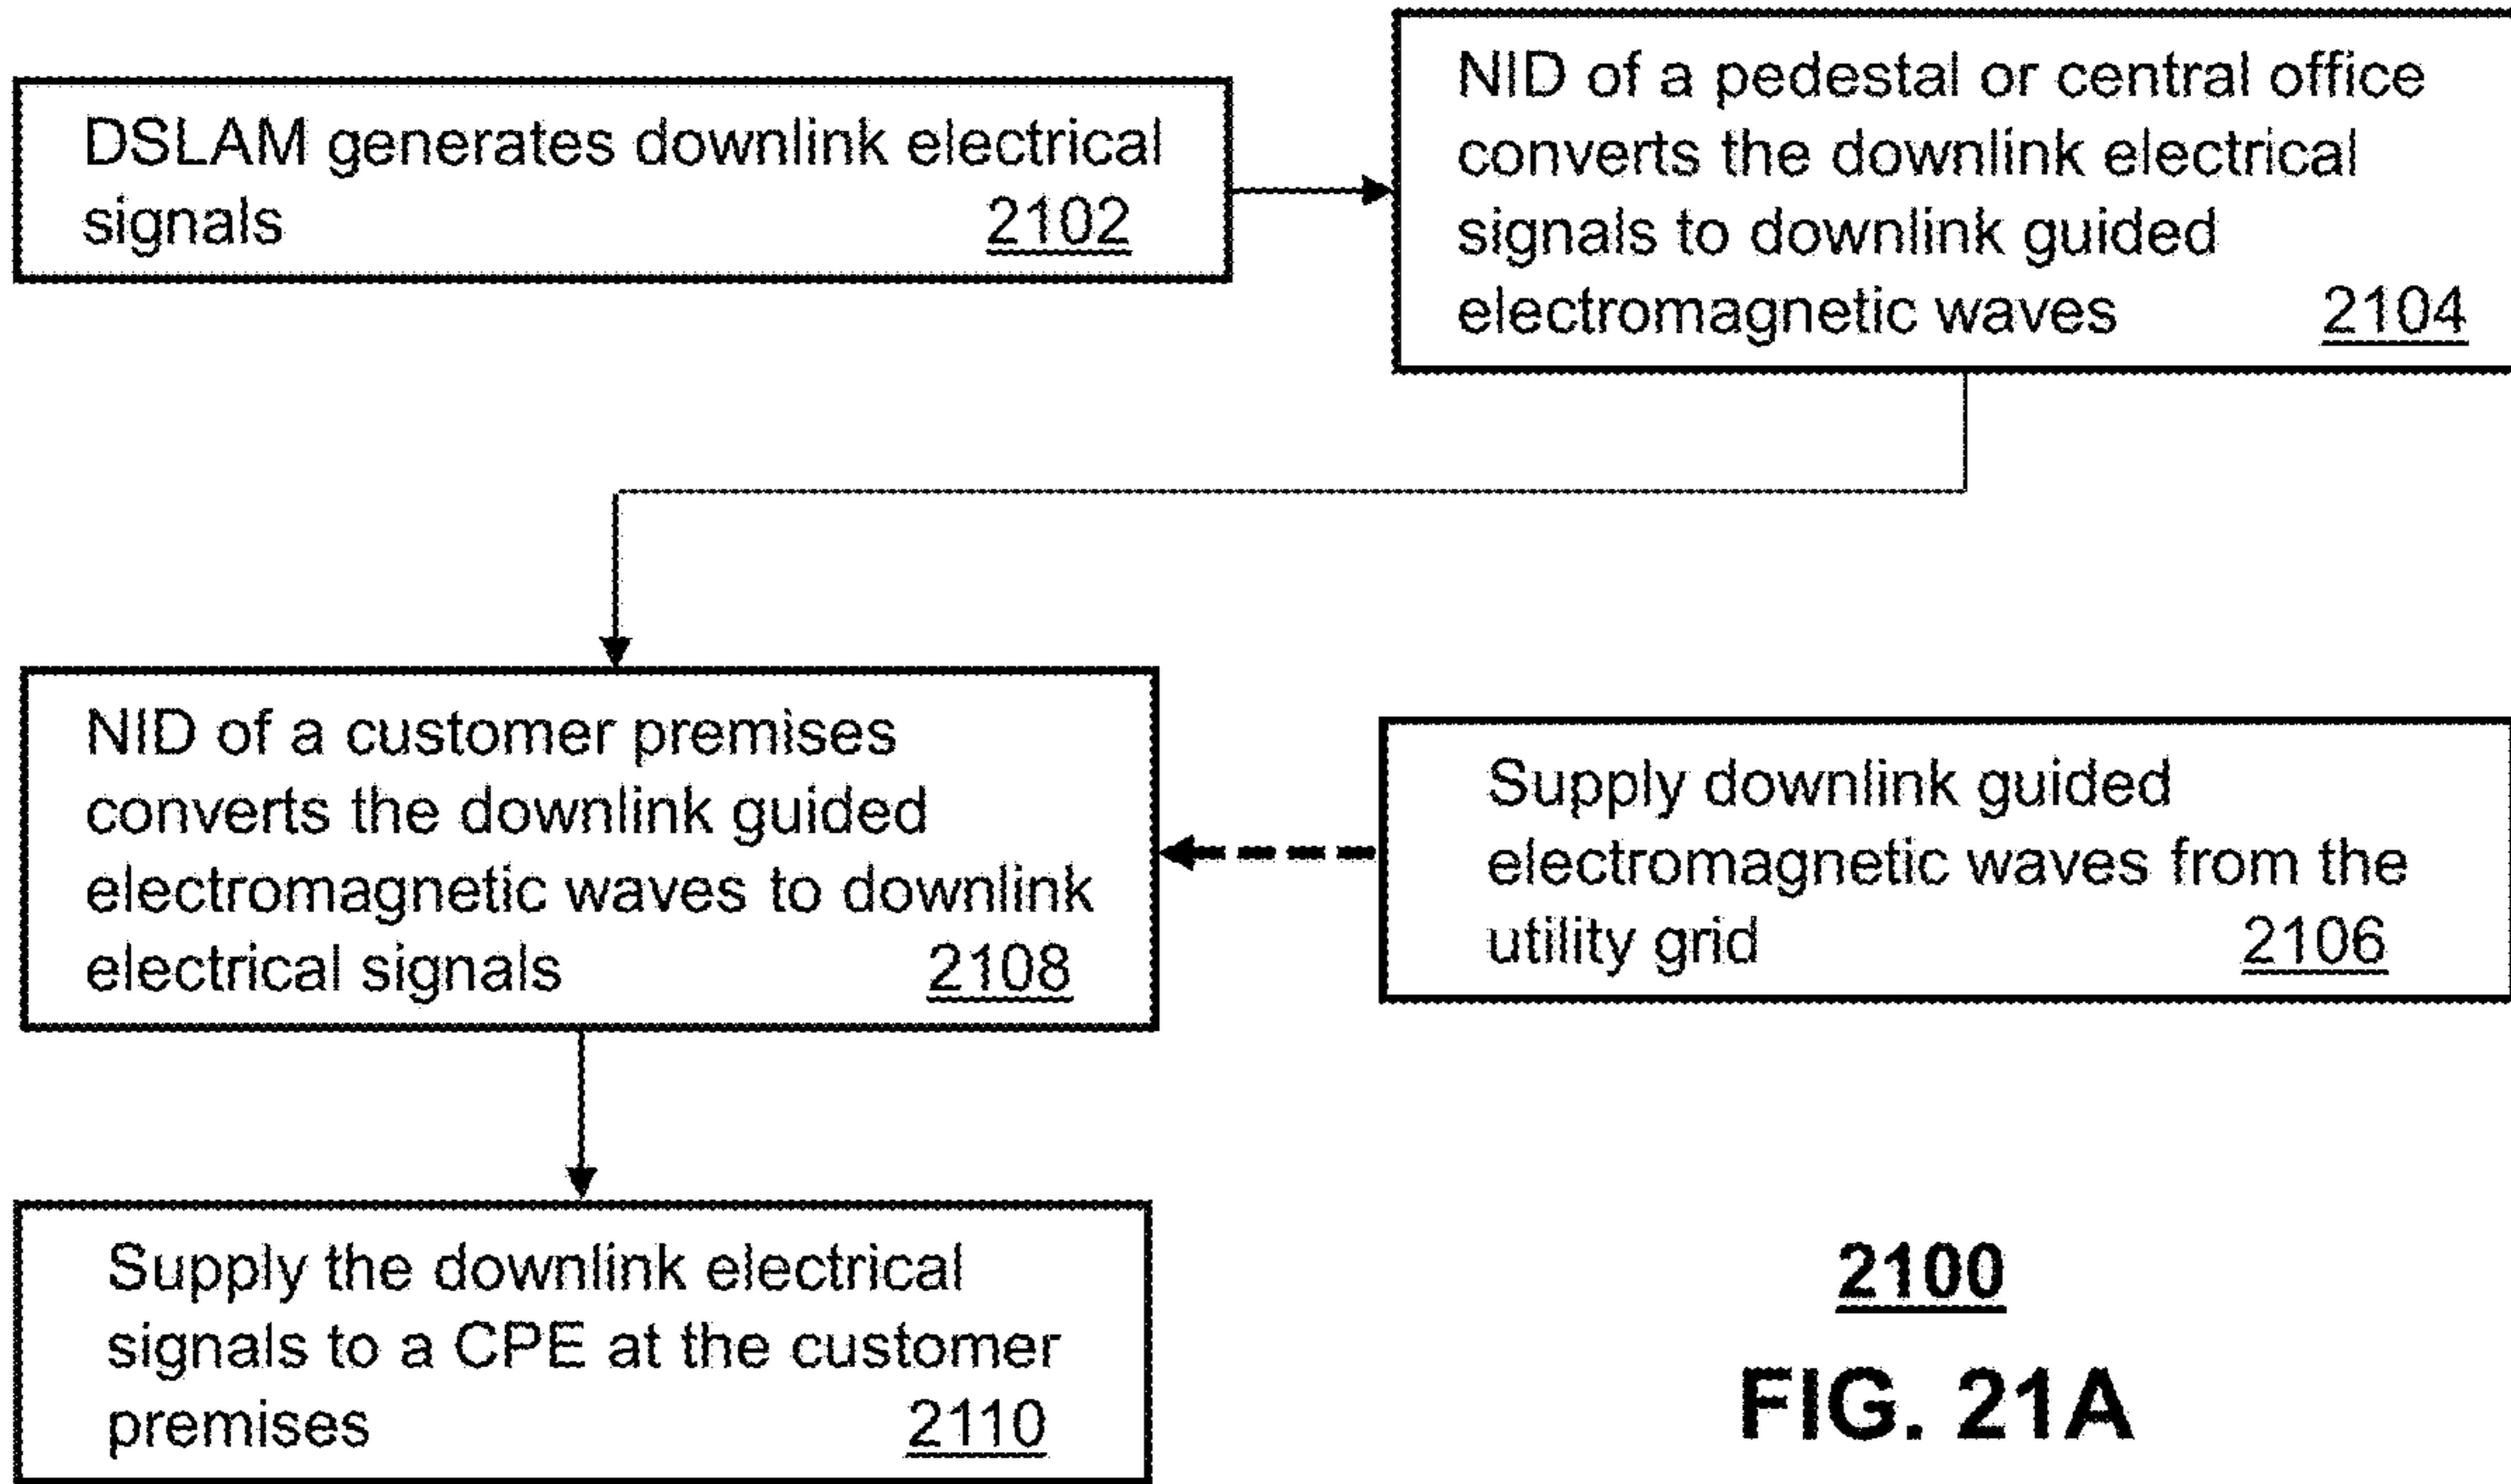 DSLAM generates downlink electrical
signals 2102
NID of a pedestal or central office
converts the downlink electrical
signals to downlink guided
electromagnetic waves 2104
NID of a customer premises
converts the downlink guided
electromagnetic waves to downlink
electrical signals 2108
Supply downlink guided
electromagnetic waves from the
utility grid 2106
Supply the downlink electrical
signals to a CPE at the customer
premises 2110
2100
FIG. 21A